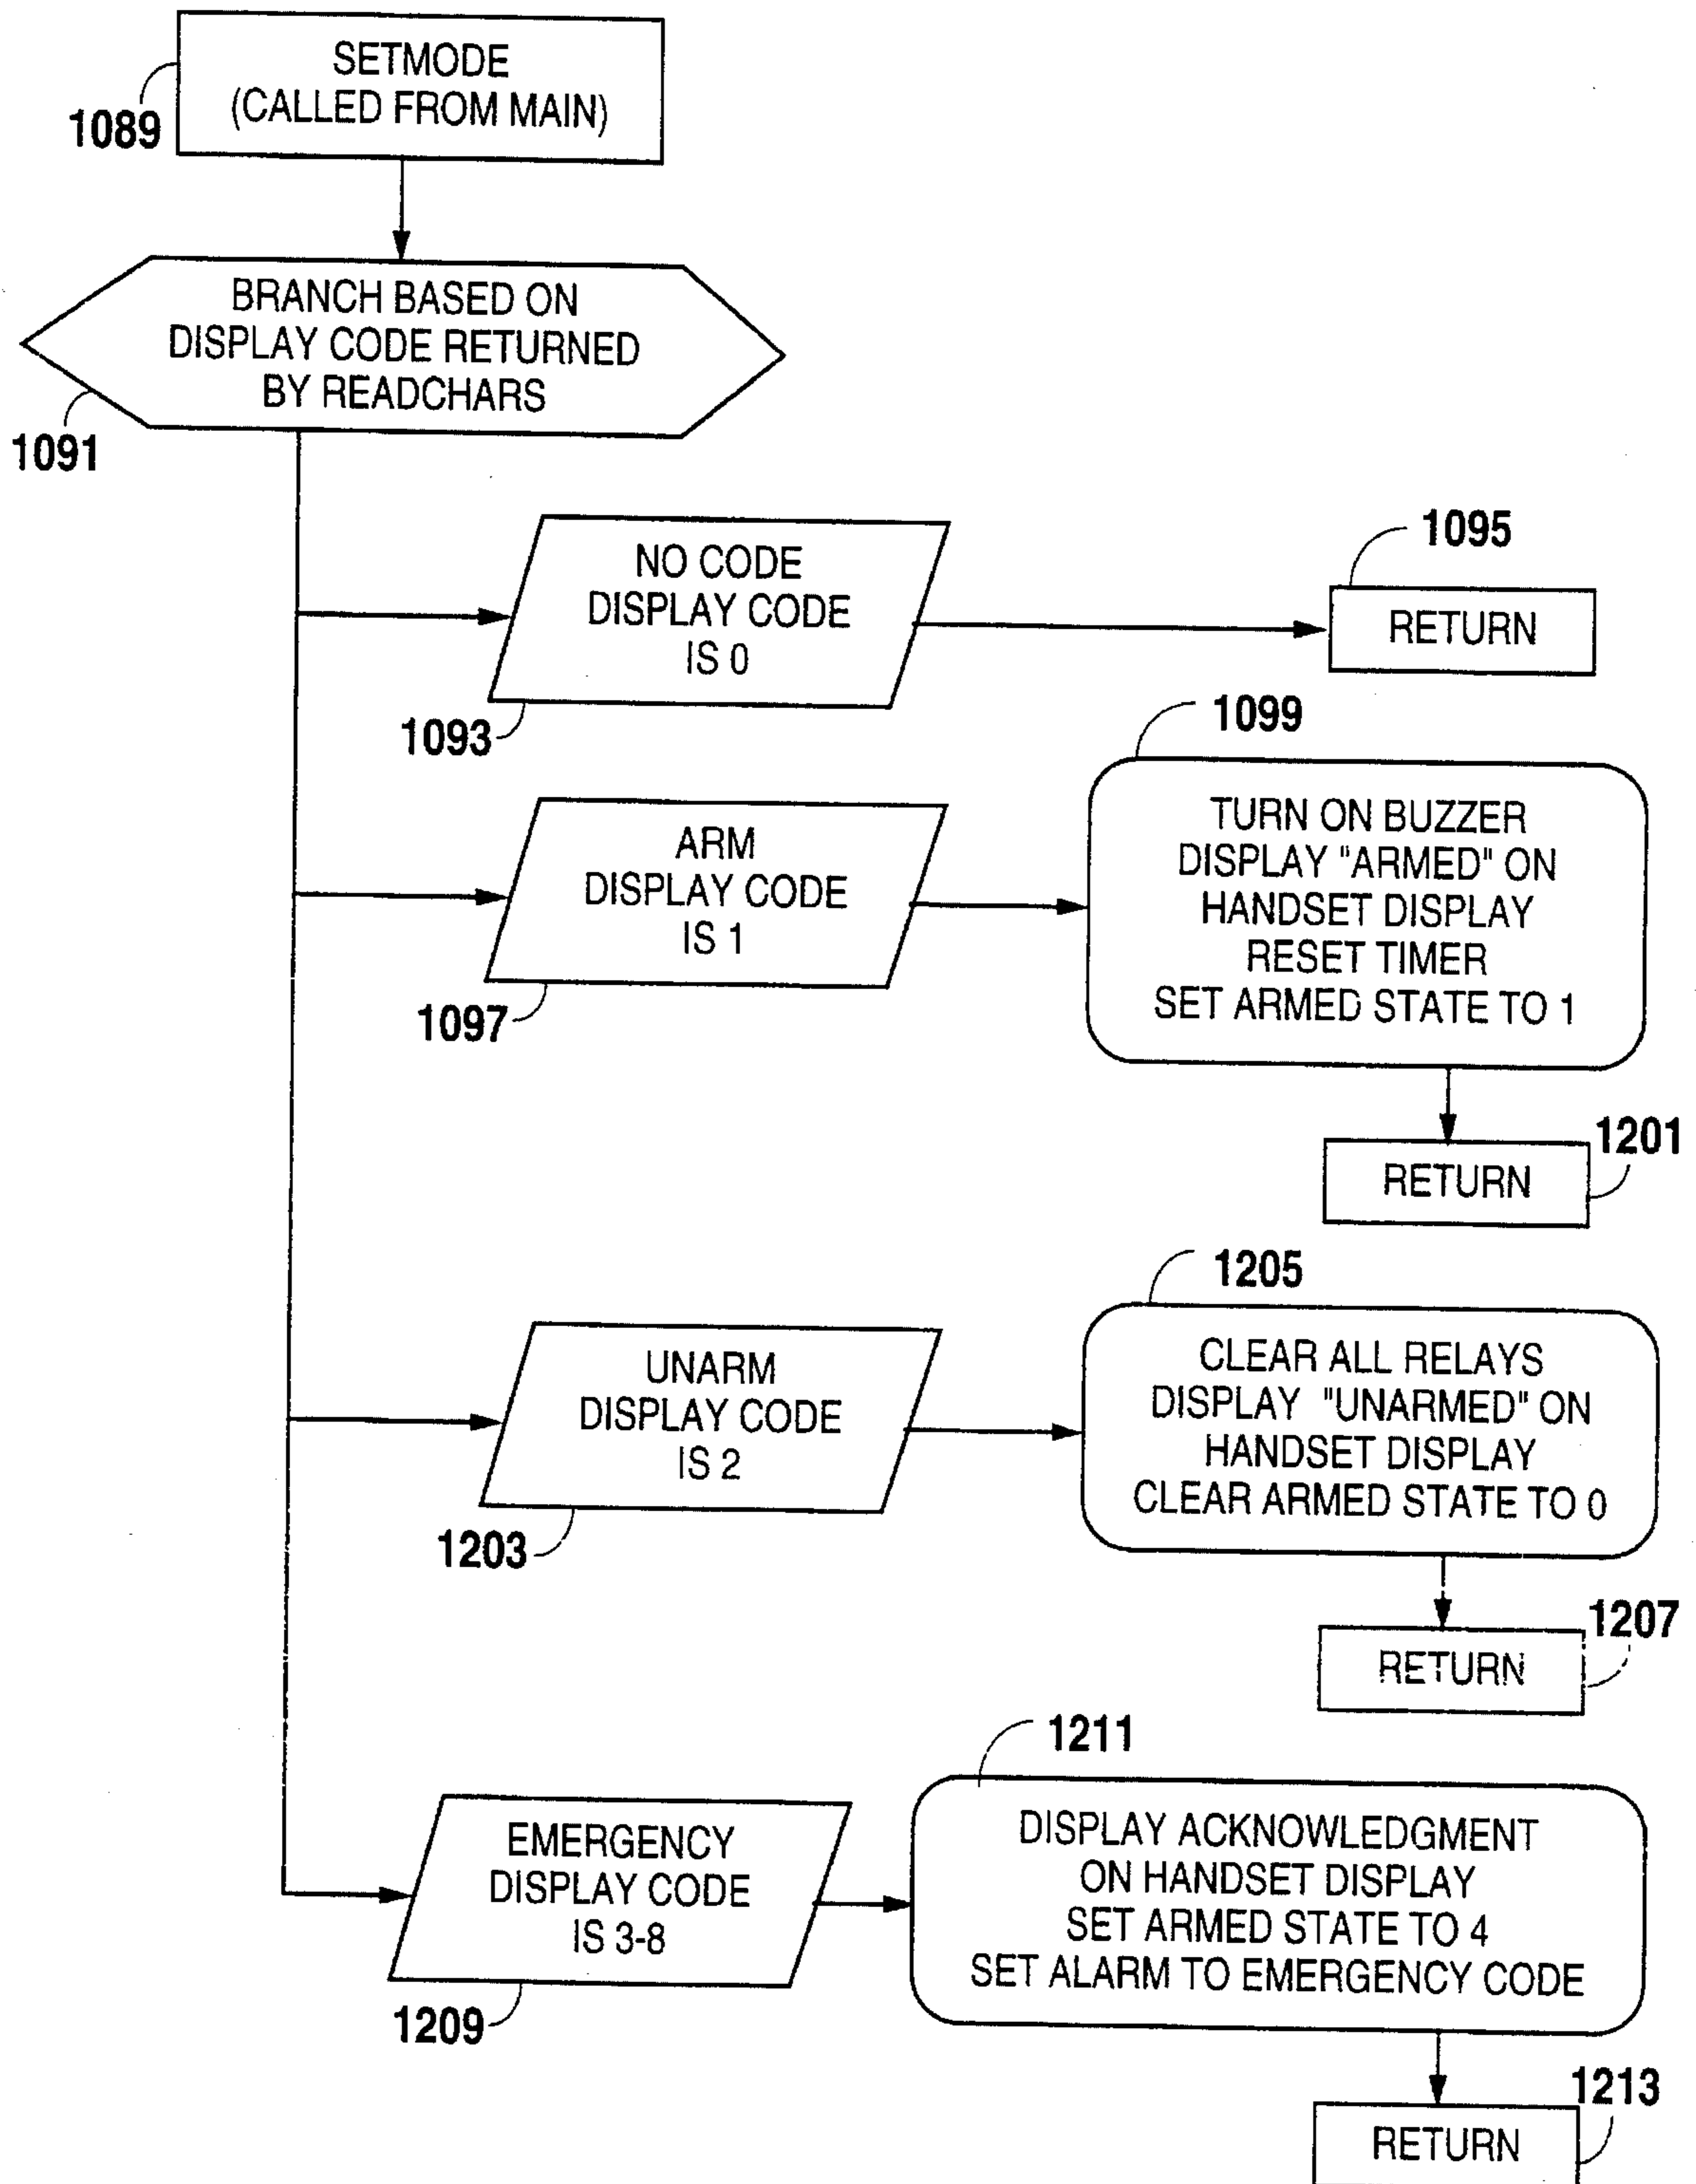 SETMODE
(CALLED FROM MAIN)
1089
BRANCH BASED ON
DISPLAY CODE RETURNED
BY READCHARS
1091
NO CODE
DISPLAY CODE
IS 0
1093
1095
RETURN
1099
ARM
DISPLAY CODE
IS 1
1097
TURN ON BUZZER
DISPLAY "ARMED" ON
HANDSET DISPLAY
RESET TIMER
SET ARMED STATE TO 1
1201
RETURN
1205
UNARM
DISPLAY CODE
IS 2
1203
CLEAR ALL RELAYS
DISPLAY "UNARMED" ON
HANDSET DISPLAY
CLEAR ARMED STATE TO 0
1207
RETURN
1211
EMERGENCY
DISPLAY CODE
IS 3-8
1209
DISPLAY ACKNOWLEDGMENT
ON HANDSET DISPLAY
SET ARMED STATE TO 4
SET ALARM TO EMERGENCY CODE
1213
RETURN